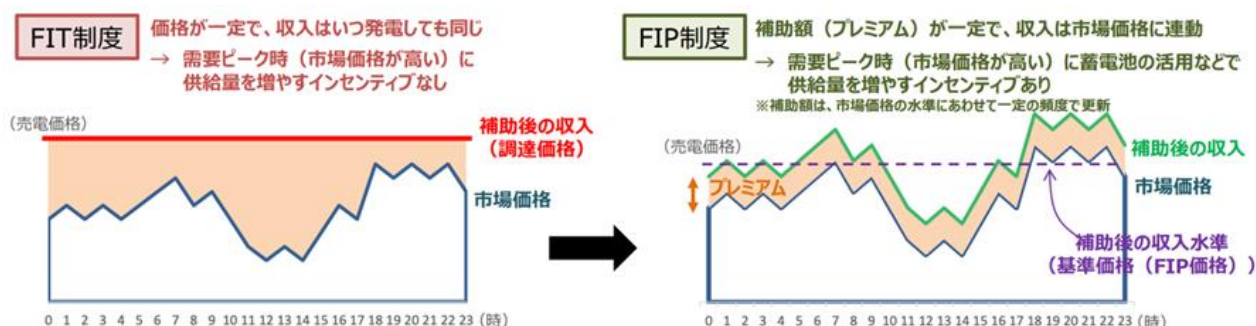 FIT制度
価格が一定で、収入はいつ発電しても同じ
→ 需要ピーク時（市場価格が高い）に
供給量を増やすインセンティブなし
（売電価格）
補助後の収入
（調達価格）
市場価格
0 1 2 3 4 5 6 7 8 9 10 11 12 13 14 15 16 17 18 19 20 21 22 23 (時)
FIP制度
補助額（プレミアム）が一定で、収入は市場価格に連動
→ 需要ピーク時（市場価格が高い）に蓄電池の活用などで
供給量を増やすインセンティブあり
※補助額は、市場価格の水準にあわせて一定の頻度で更新
（売電価格）
プレミアム
補助後の収入
市場価格
補助後の収入水準
（基準価格（FIP価格））
0 1 2 3 4 5 6 7 8 9 10 11 12 13 14 15 16 17 18 19 20 21 22 23 (時)